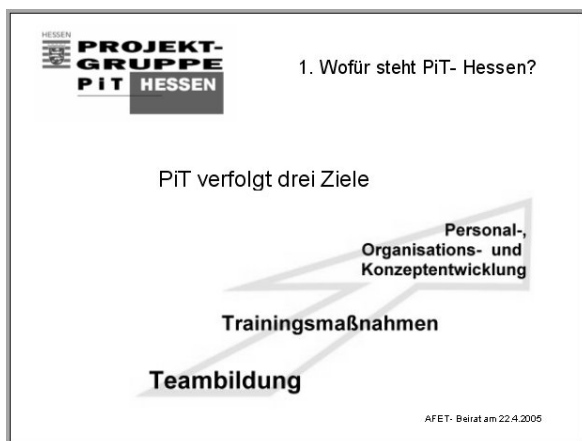 HESSEN
PROJEKT-
GRUPPE
PiT HESSEN
1. Wofür steht PiT- Hessen?
PiT verfolgt drei Ziele
Personal-,
Organisations- und
Konzeptentwicklung
Trainingsmaßnahmen
Teambildung
AFET- Beirat am 22.4.2005